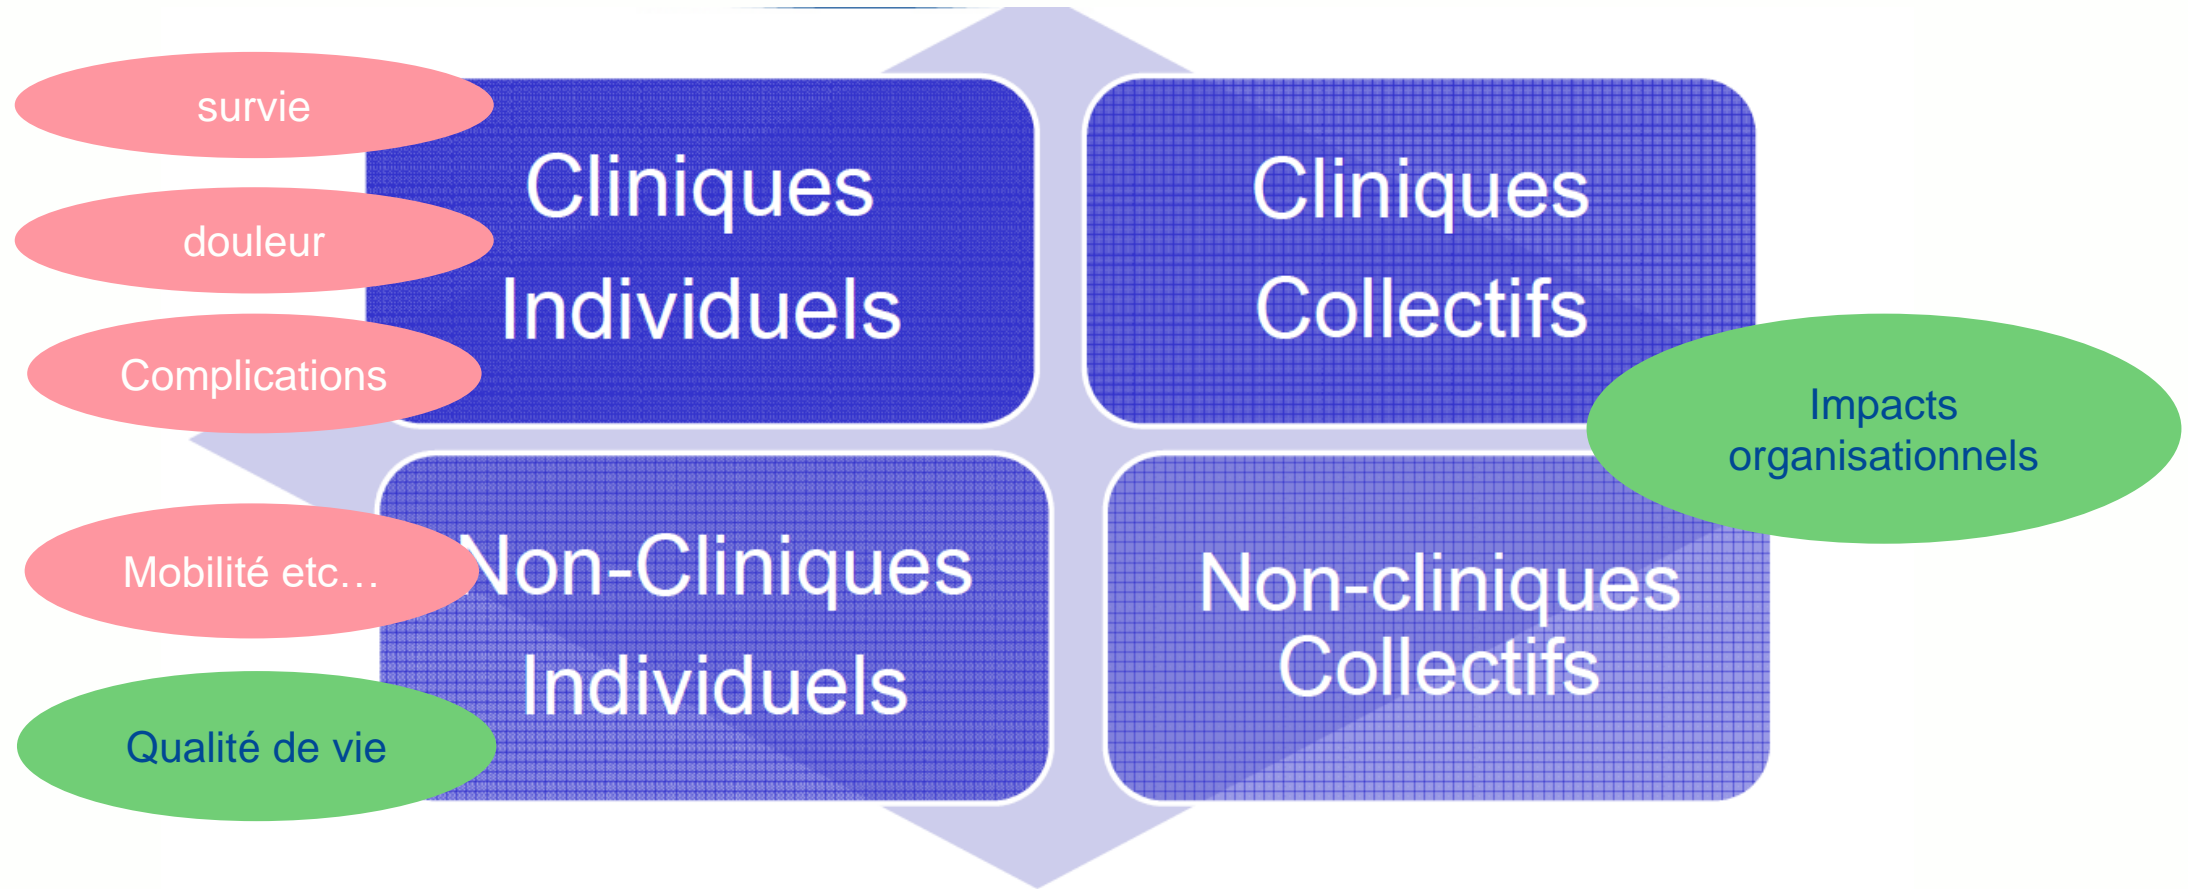 survie
douleur
Complications
Cliniques
Individuels
Cliniques
Collectifs
Impacts
organisationnels
Mobilité etc…
Qualité de vie
Non-Cliniques
Individuels
Non-cliniques
Collectifs